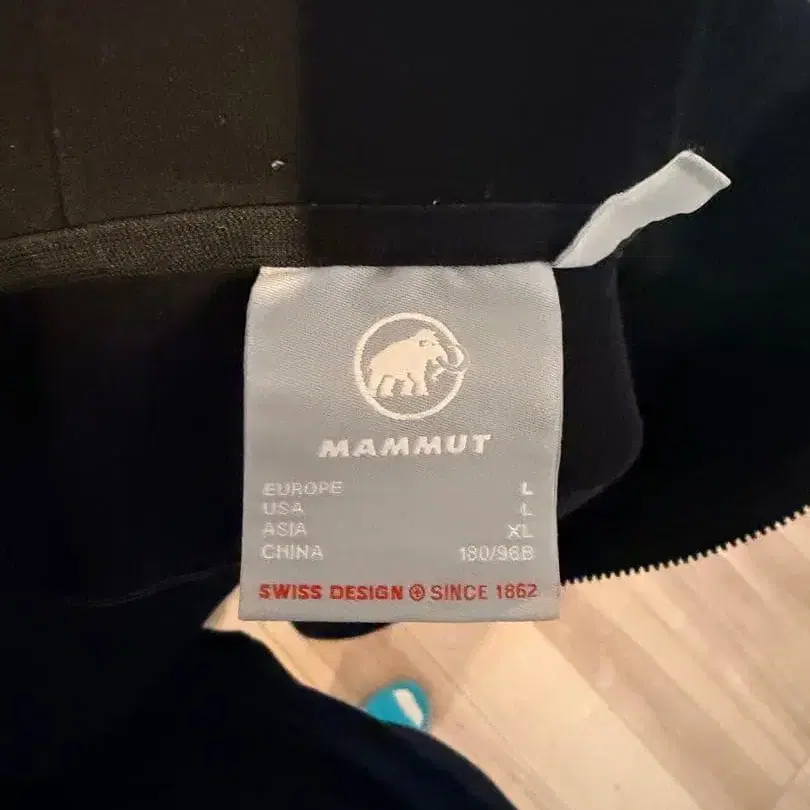 MAMMUT
EUROPE L
USA L
ASIA XL
CHINA 180/96B
SWISS DESIGN SINCE 1862